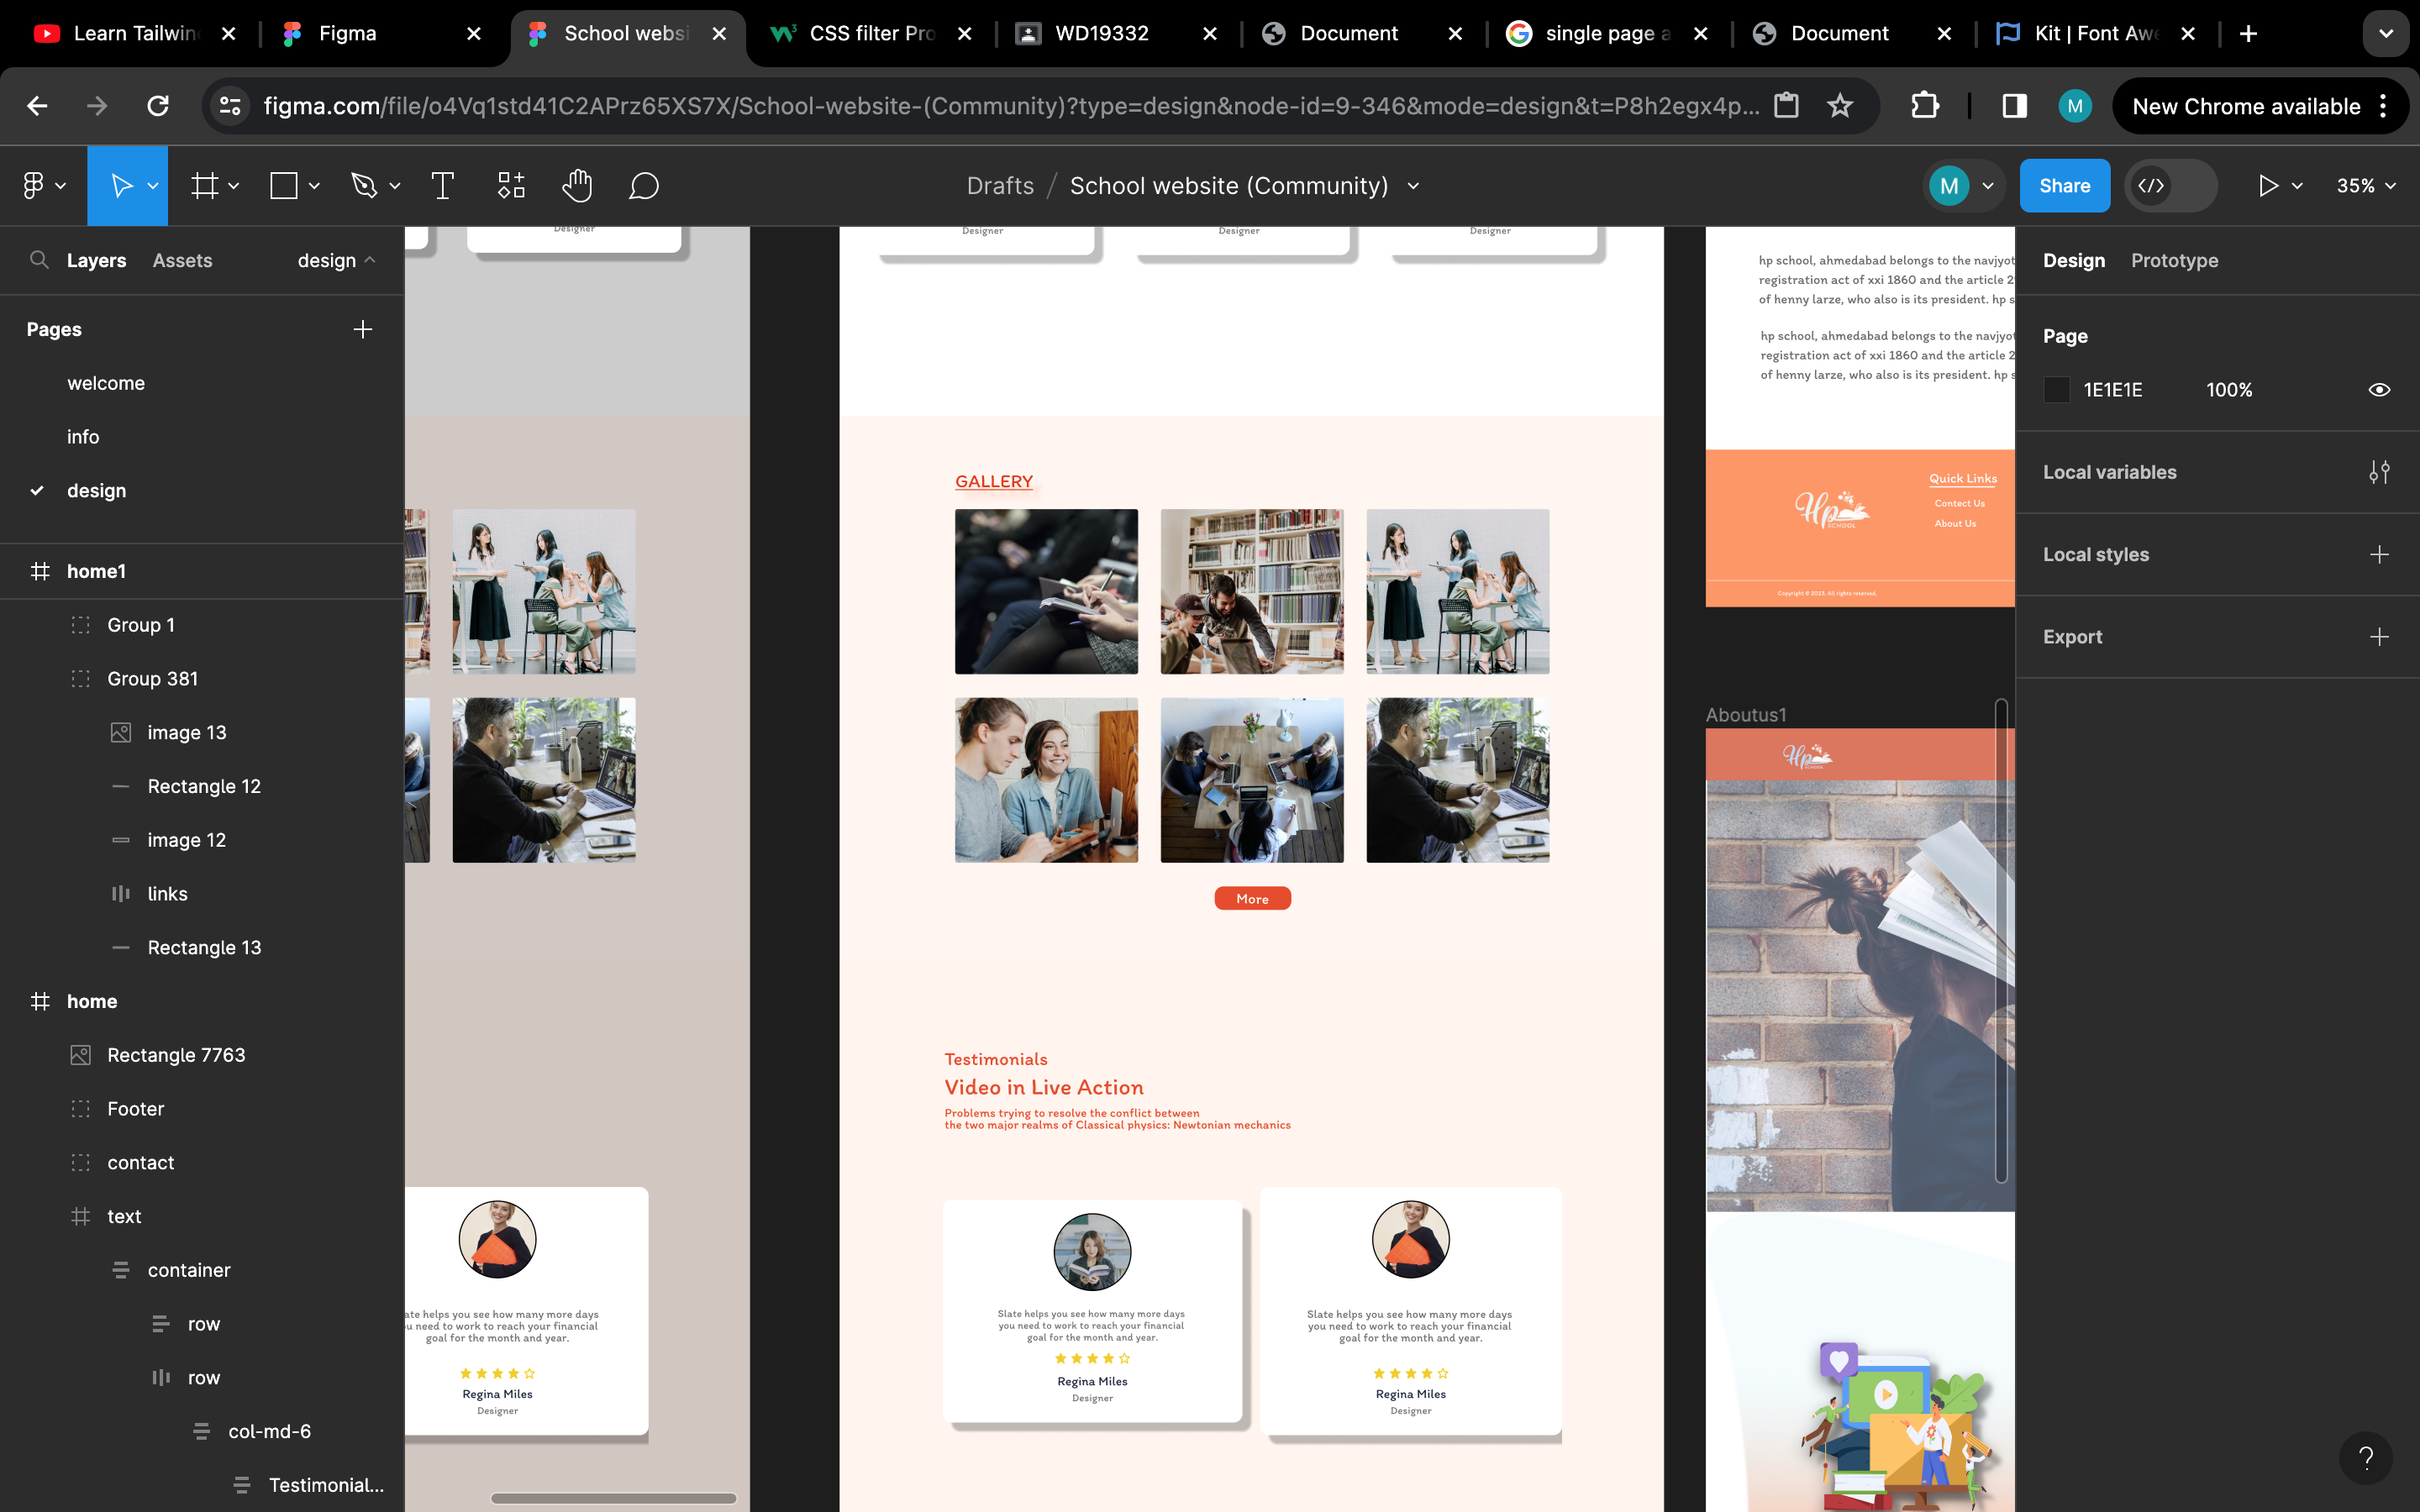 Learn Tailwin
Figma
School websi
CSS filter Pro
WD19332
Document
single page a
Document
Kit | Font Awe
figma.com/file/o4Vq1std41C2APrz65XS7X/School-website-(Community)?type=design&node-id=9-346&mode=design&t=P8h2egx4p...
M
New Chrome available
Drafts / School website (Community)
M
Share
35%
Layers
Assets
design
Pages
welcome
info
design
home1
Group 1
Group 381
image 13
Rectangle 12
image 12
links
Rectangle 13
home
Rectangle 7763
Footer
contact
text
container
row
row
col-md-6
Testimonial...
Designer
ate helps you see how many more days
u need to work to reach your financial
goal for the month and year.
Regina Miles
Designer
Designer
Designer
Designer
GALLERY
More
Testimonials
Video in Live Action
Problems trying to resolve the conflict between
the two major realms of Classical physics: Newtonian mechanics
Slate helps you see how many more days
you need to work to reach your financial
goal for the month and year.
Regina Miles
Designer
Slate helps you see how many more days
you need to work to reach your financial
goal for the month and year.
Regina Miles
Designer
hp school, ahmedabad belongs to the navjyot
registration act of xxi 1860 and the article 2
of henny larze, who also is its president. hp s
hp school, ahmedabad belongs to the navjyot
registration act of xxi 1860 and the article 2
of henny larze, who also is its president. hp s
Hp
SCHOOL
Quick Links
Contect Us
About Us
Copyright © 2023. All rights reserved.
Aboutus1
Hp
SCHOOL
Design
Prototype
Page
1E1E1E
100%
Local variables
Local styles
Export
?